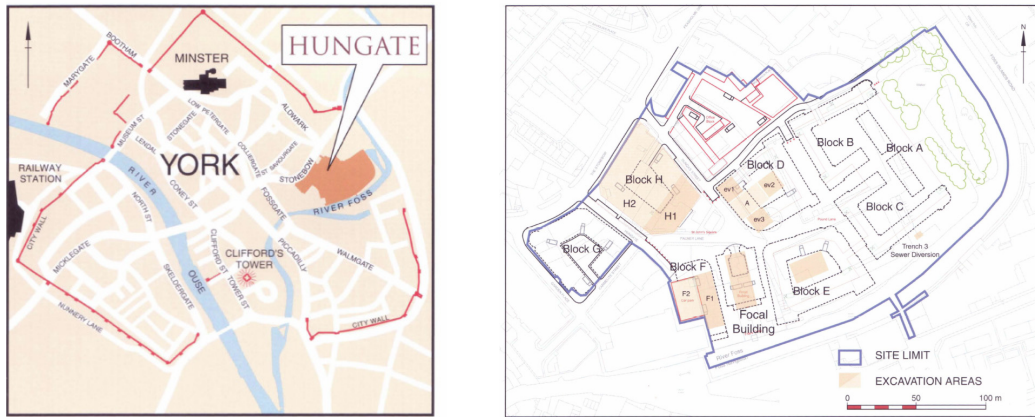 HUNGATE
MINSTER
BOOTHAM
MARYGATE
ALDWARK
MUSEUM ST
LENDAL
STONEGATE
LOW PETERGATE
COLLIERGATE
ST SAVIOURGATE
STONEBOW
YORK
RAILWAY
STATION
RIVER
OUSE
CONEY ST
NORTH ST
FOSSGATE
RIVER FOSS
CITY WALL
MICKLEGATE
CLIFFORD'S
TOWER
CLIFFORD ST
TOWER ST
PICCADILLY
WALMGATE
SKELDERGATE
NUNNERY LANE
CITY WALL
N
Block B
Block A
Block D
Block H
H2
H1
ev1
ev2
A
ev3
Block C
Block G
Trench 3
Sewer Diversion
Block F
F2
F1
Block E
Focal
Building
River Foss
SITE LIMIT
EXCAVATION AREAS
0 50 100 m